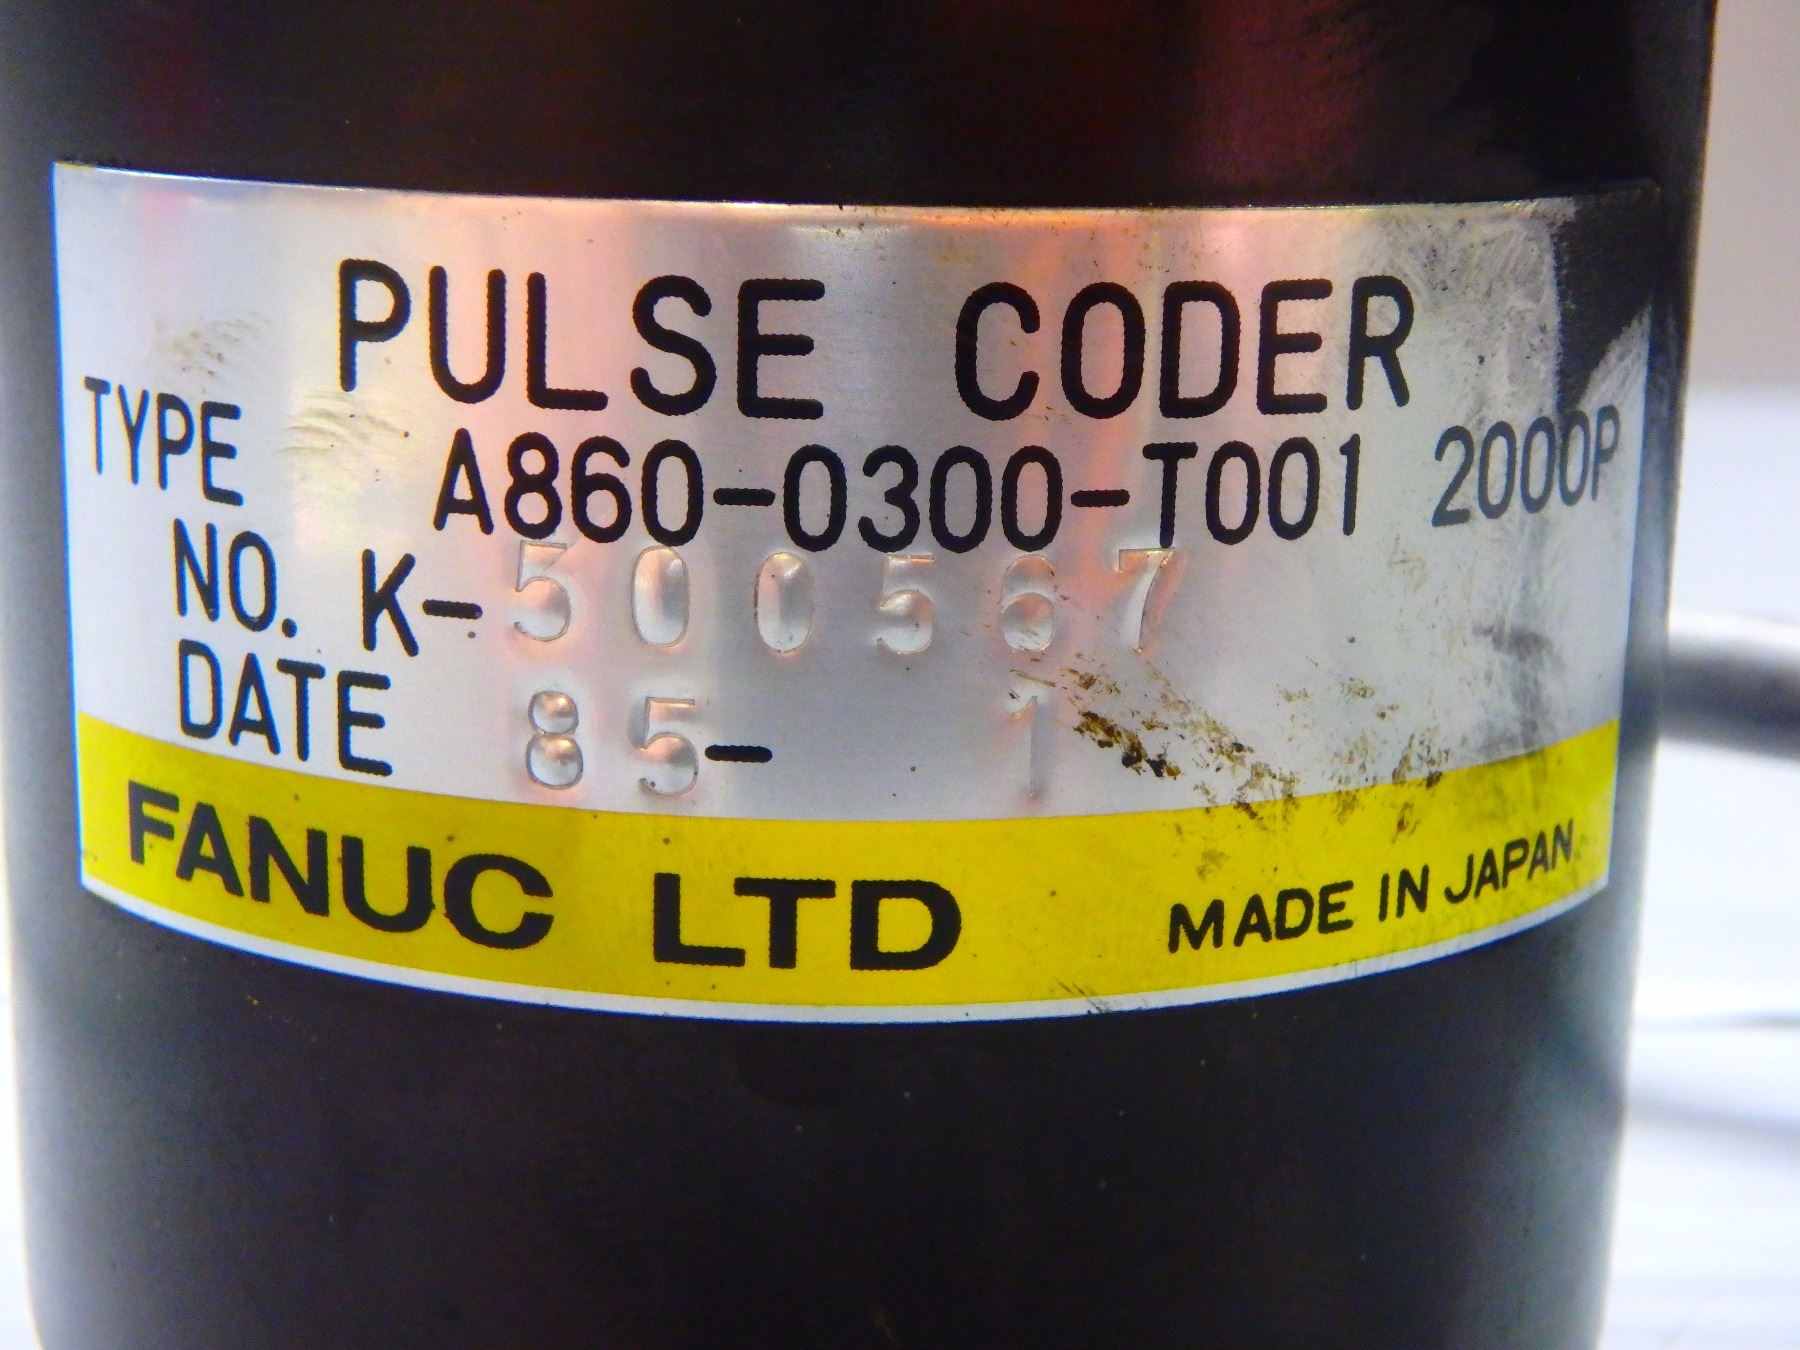 PULSE CODER
TYPE A860-0300-T001 2000P
NO. K-500567
DATE 85- 1
FANUC LTD MADE IN JAPAN